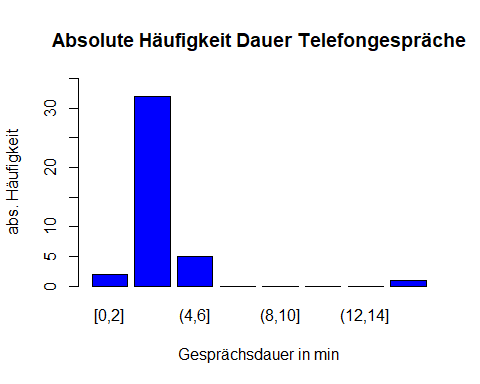 Absolute Häufigkeit Dauer Telefongespräche
abs. Häufigkeit
30
20
10
5
0
[0,2] (4,6] (8,10] (12,14]
Gesprächsdauer in min